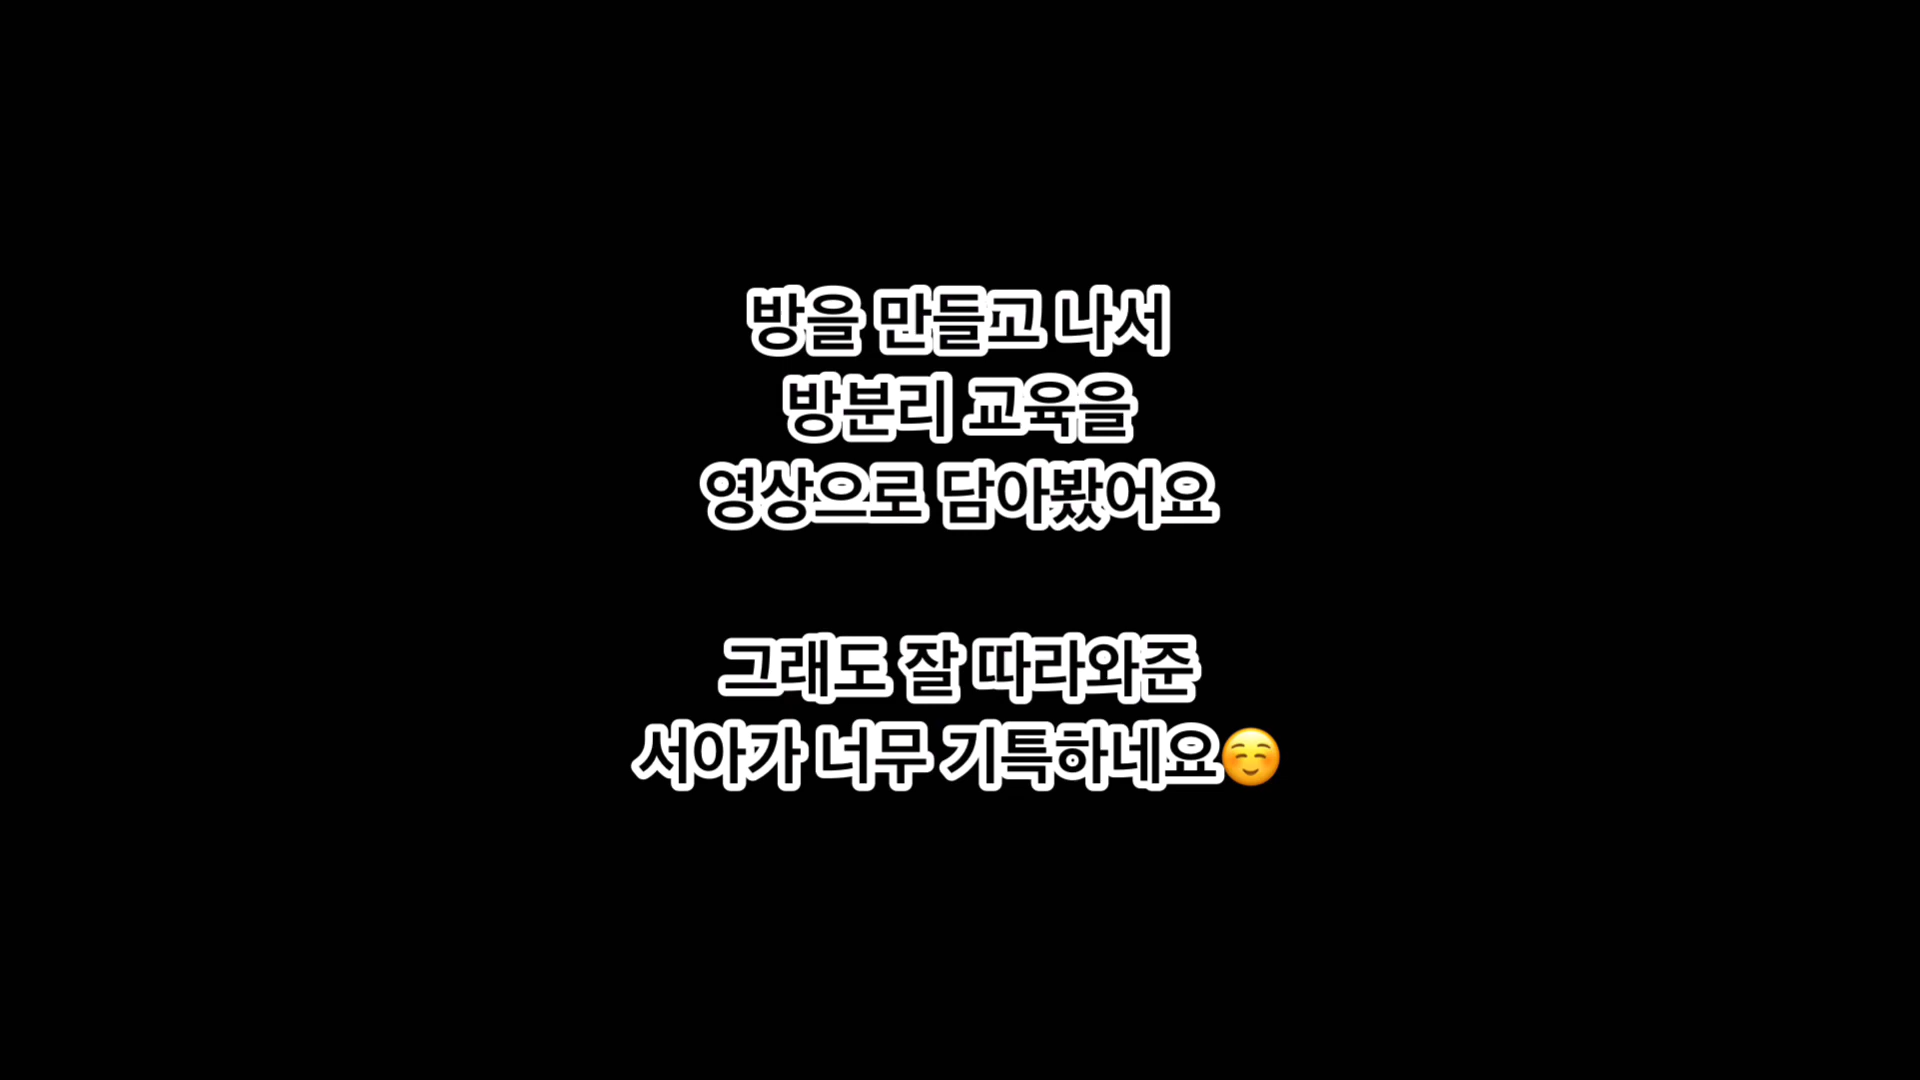 방을 만들고 나서
방분리 교육을
영상으로 담아봤어요
그래도 잘 따라와준
서아가 너무 기특하네요☺️